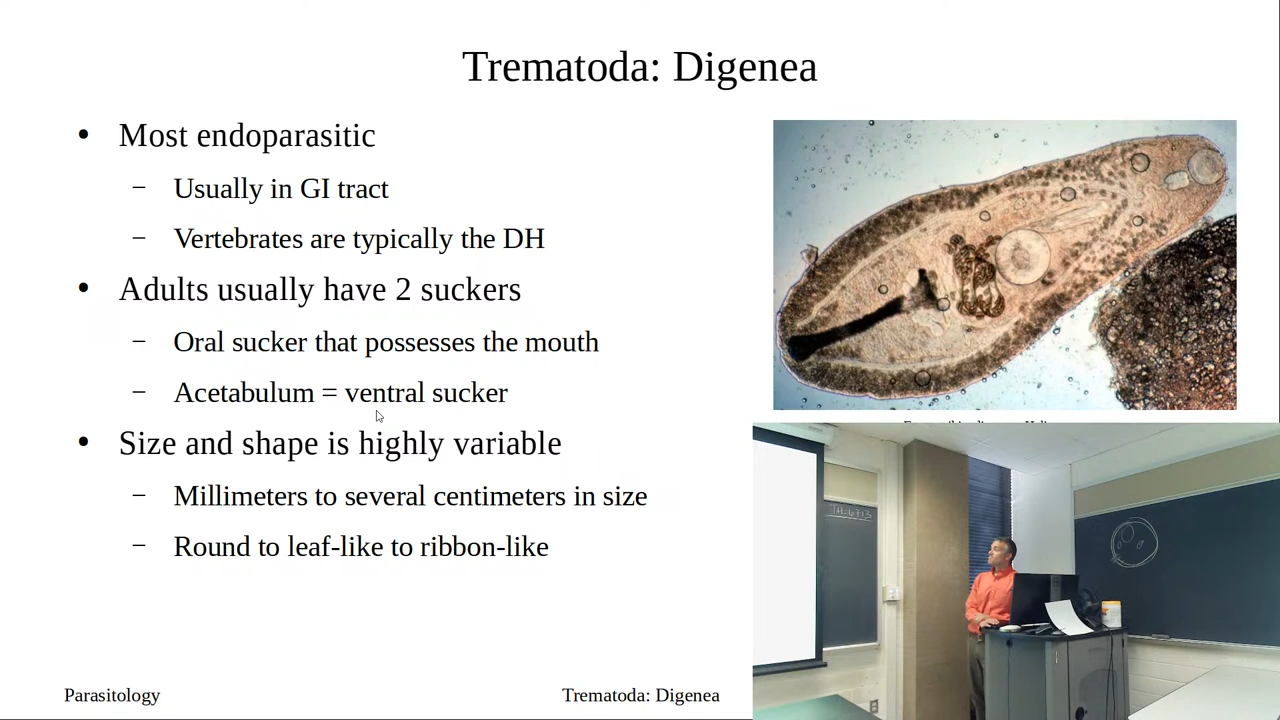 Trematoda: Digenea
• Most endoparasitic
– Usually in GI tract
– Vertebrates are typically the DH
• Adults usually have 2 suckers
– Oral sucker that possesses the mouth
– Acetabulum = ventral sucker
• Size and shape is highly variable
– Millimeters to several centimeters in size
– Round to leaf-like to ribbon-like
Parasitology
Trematoda: Digenea